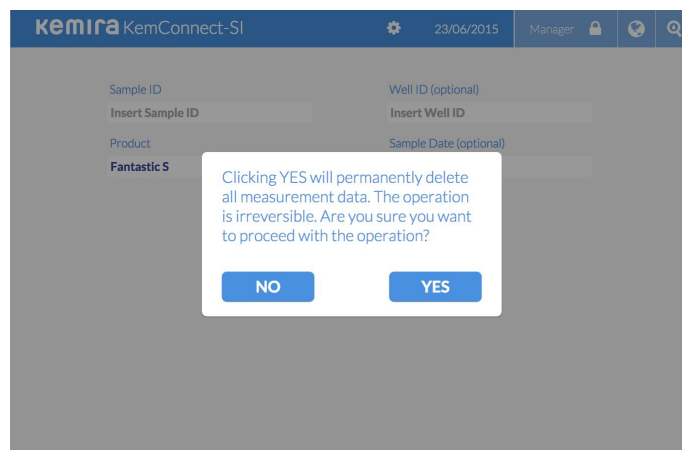 Kemira KemConnect-SI 23/06/2015 Manager
Sample ID Well ID (optional)
Insert Sample ID Insert Well ID
Product Sample Date (optional)
Fantastic S
Clicking YES will permanently delete
all measurement data. The operation
is irreversible. Are you sure you want
to proceed with the operation?
NO YES